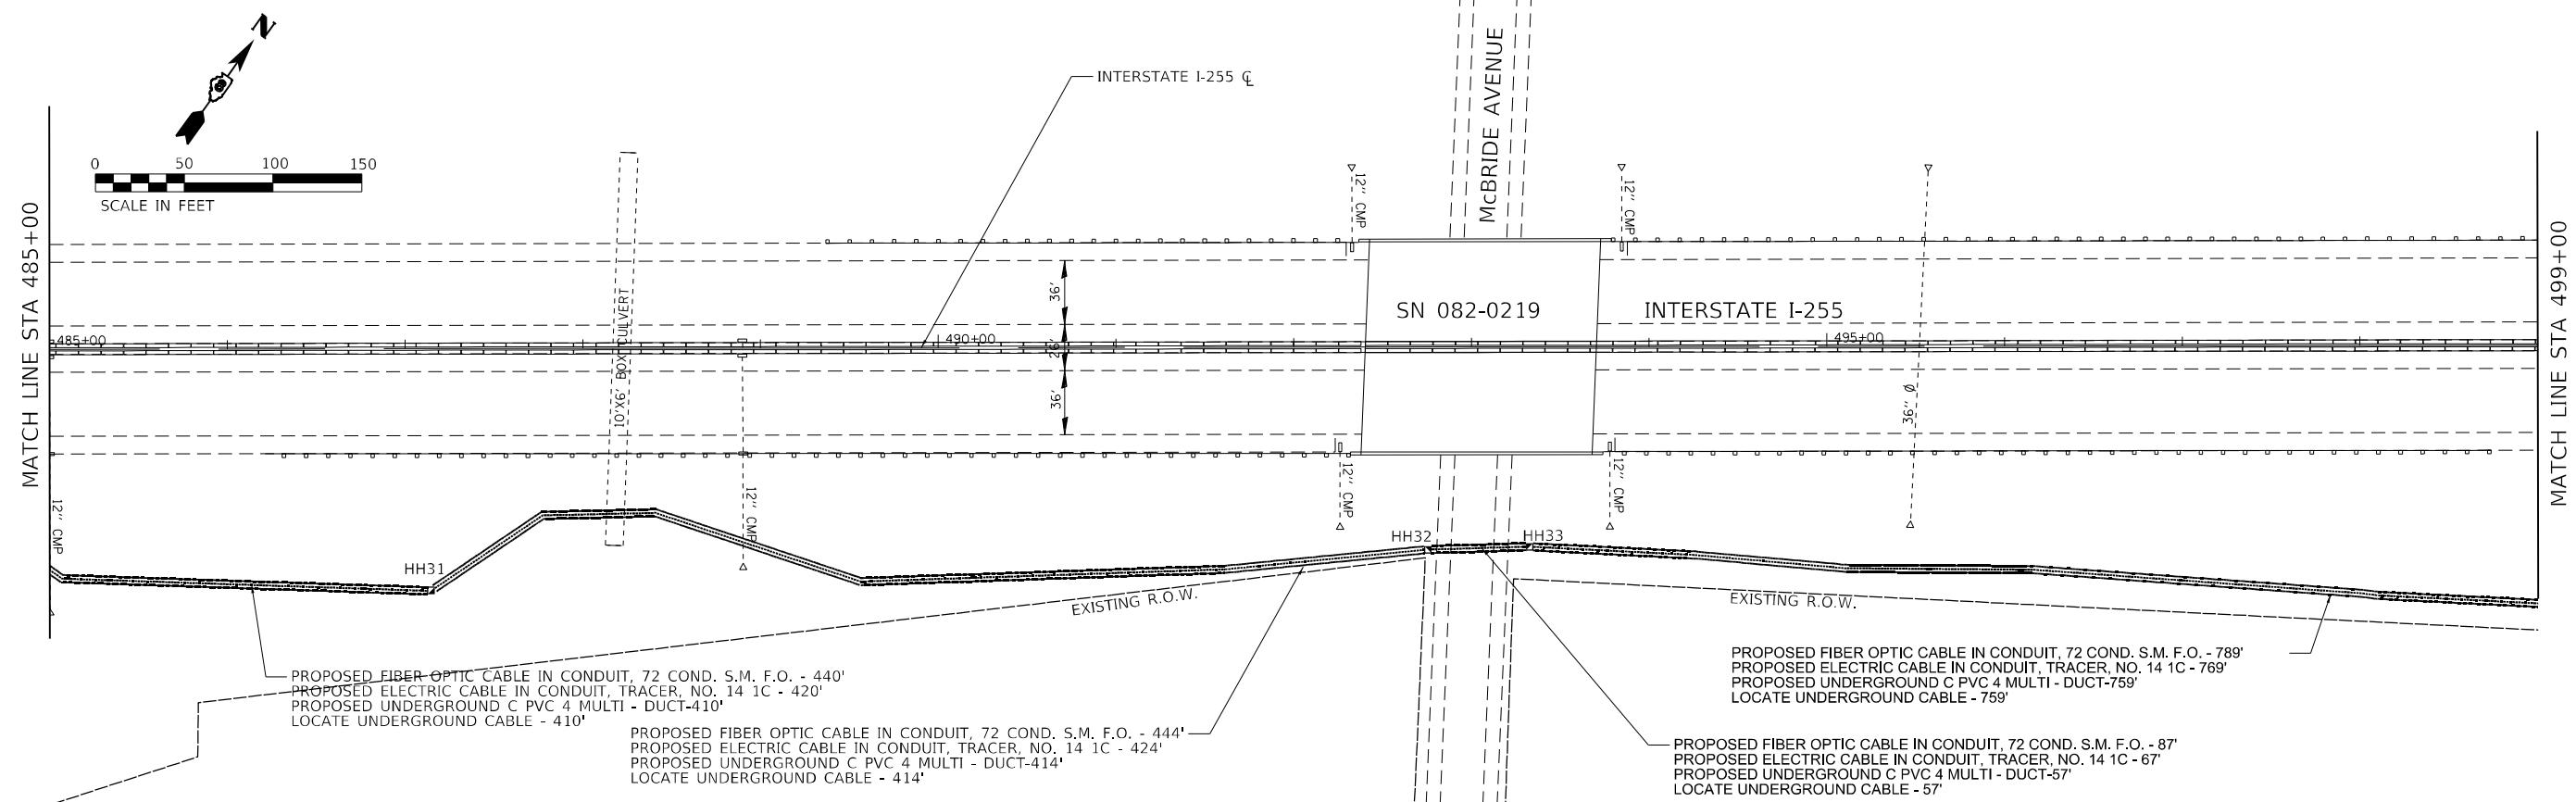 N
0 50 100 150
SCALE IN FEET
MATCH LINE STA 485+00
INTERSTATE I-255 ℄
McBRIDE AVENUE
12'' CMP
12'' CMP
MATCH LINE STA 499+00
10'X6' BOX CULVERT
36'
26'
36'
SN 082-0219
INTERSTATE I-255
485+00
490+00
495+00
36'' Ø
12'' CMP
12'' CMP
12'' CMP
12'' CMP
HH31
HH32
HH33
EXISTING R.O.W.
EXISTING R.O.W.
PROPOSED FIBER OPTIC CABLE IN CONDUIT, 72 COND. S.M. F.O. - 440'
PROPOSED ELECTRIC CABLE IN CONDUIT, TRACER, NO. 14 1C - 420'
PROPOSED UNDERGROUND C PVC 4 MULTI - DUCT-410'
LOCATE UNDERGROUND CABLE - 410'
PROPOSED FIBER OPTIC CABLE IN CONDUIT, 72 COND. S.M. F.O. - 444'
PROPOSED ELECTRIC CABLE IN CONDUIT, TRACER, NO. 14 1C - 424'
PROPOSED UNDERGROUND C PVC 4 MULTI - DUCT-414'
LOCATE UNDERGROUND CABLE - 414'
PROPOSED FIBER OPTIC CABLE IN CONDUIT, 72 COND. S.M. F.O. - 789'
PROPOSED ELECTRIC CABLE IN CONDUIT, TRACER, NO. 14 1C - 769'
PROPOSED UNDERGROUND C PVC 4 MULTI - DUCT-759'
LOCATE UNDERGROUND CABLE - 759'
PROPOSED FIBER OPTIC CABLE IN CONDUIT, 72 COND. S.M. F.O. - 87'
PROPOSED ELECTRIC CABLE IN CONDUIT, TRACER, NO. 14 1C - 67'
PROPOSED UNDERGROUND C PVC 4 MULTI - DUCT-57'
LOCATE UNDERGROUND CABLE - 57'